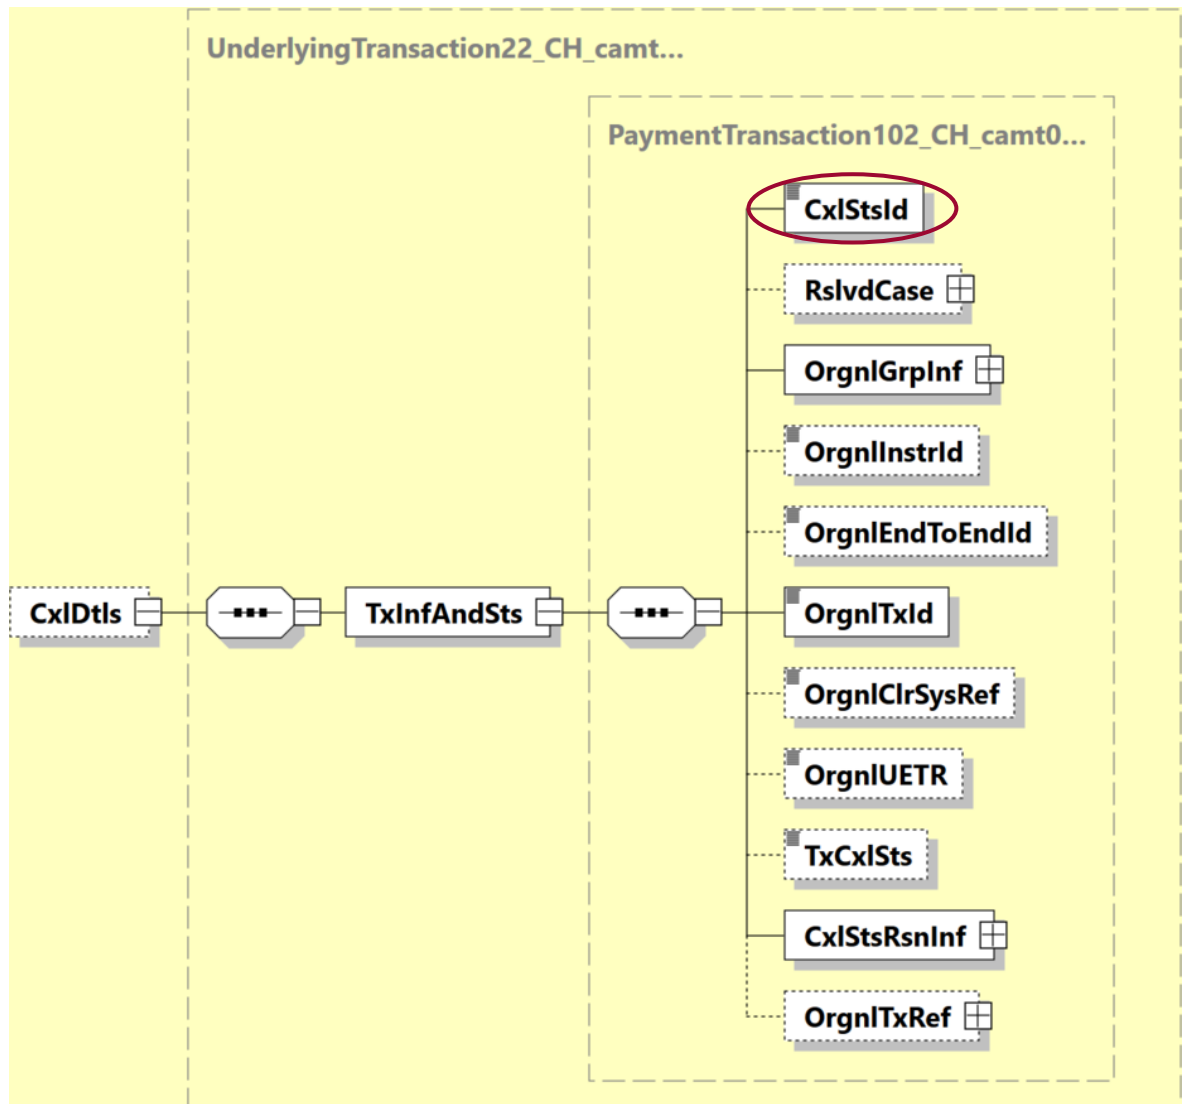 UnderlyingTransaction22_CH_camt...
PaymentTransaction102_CH_camt0...
CxlStsId
RslvdCase
OrgnlGrpInf
OrgnlInstrId
OrgnlEndToEndId
CxlDtls
TxInfAndSts
OrgnlTxId
OrgnlClrSysRef
OrgnlUETR
TxCxlSts
CxlStsRsnInf
OrgnlTxRef